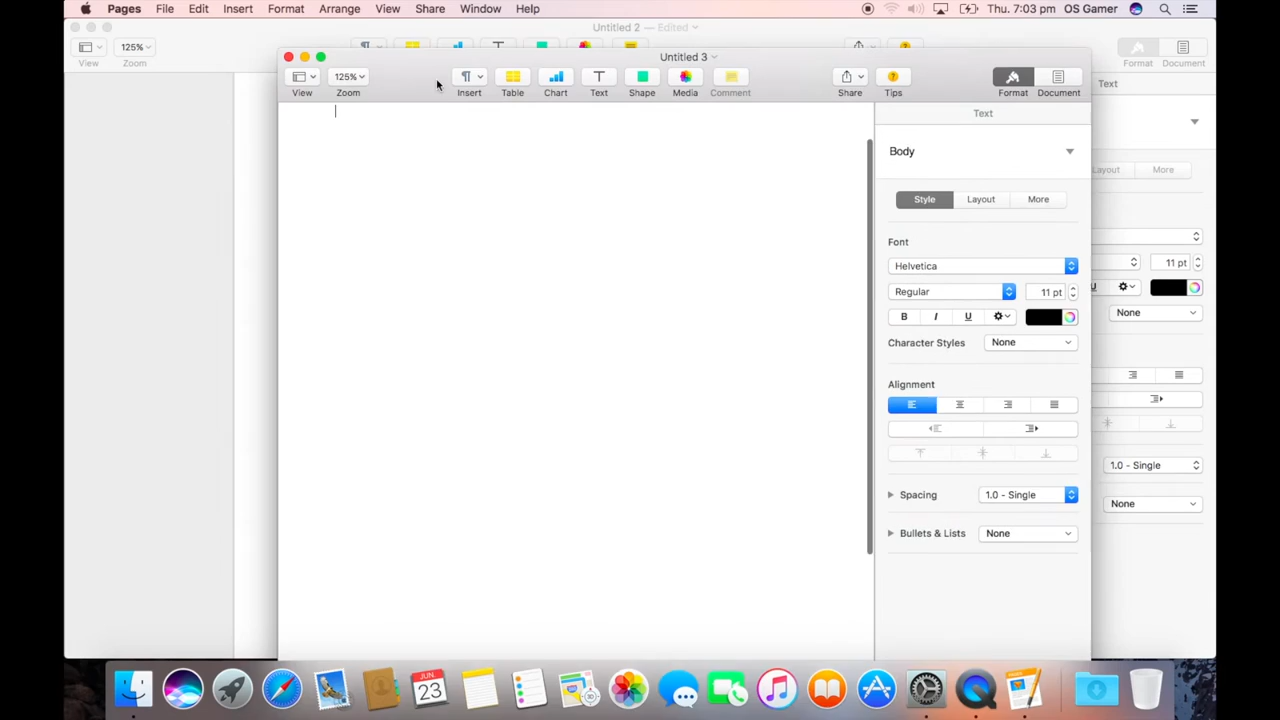 Pages File Edit Insert Format Arrange View Share Window Help Thu. 7:03 pm OS Gamer
Untitled 2 — Edited
125%
View Zoom Format Document
Untitled 3
125%
View Zoom Insert Table Chart Text Shape Media Comment Share Tips Format Document
Text
Text
Body
Style Layout More
Layout More
Font
Helvetica
Regular 11 pt
11 pt
B I U
U
None
Character Styles None
Alignment
1.0 - Single
Spacing 1.0 - Single
None
Bullets & Lists None
JUN.
23